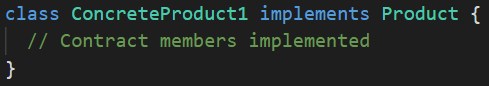 class ConcreteProduct1 implements Product {
  // Contract members implemented
}